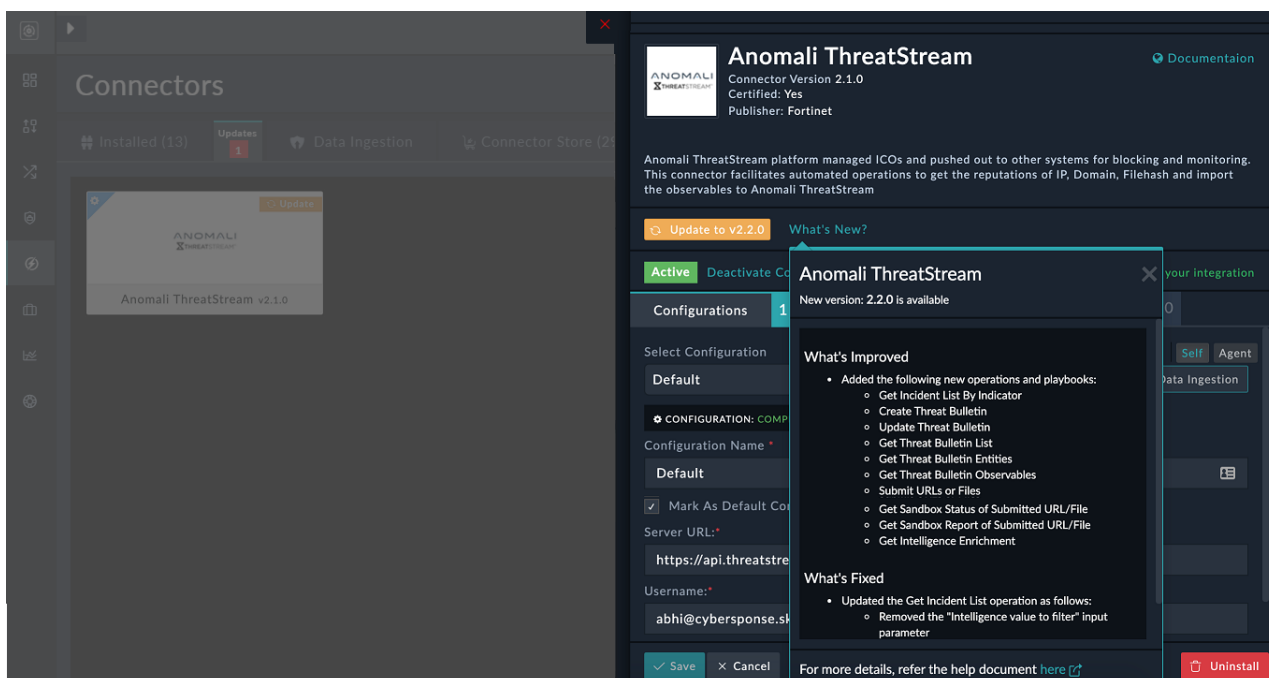 Connectors
Installed (13)
Updates
1
Data Ingestion
Connector Store (29
Update
ANOMALI
THREATSTREAM
Anomali ThreatStream v2.1.0
ANOMALI
THREATSTREAM
Anomali ThreatStream
Connector Version 2.1.0
Certified: Yes
Publisher: Fortinet
Documentaion
Anomali ThreatStream platform managed ICOs and pushed out to other systems for blocking and monitoring.
This connector facilitates automated operations to get the reputations of IP, Domain, Filehash and import
the observables to Anomali ThreatStream
Update to v2.2.0
What's New?
Active
Deactivate Co
your integration
Configurations
1
0
Select Configuration
Self
Agent
Default
Data Ingestion
CONFIGURATION: COMP
Configuration Name *
Default
Mark As Default Con
Server URL:*
https://api.threatstre
Username:*
abhi@cybersponse.sk
Save
Cancel
Uninstall
Anomali ThreatStream
New version: 2.2.0 is available
What's Improved
• Added the following new operations and playbooks:
Get Incident List By Indicator
Create Threat Bulletin
Update Threat Bulletin
Get Threat Bulletin List
Get Threat Bulletin Entities
Get Threat Bulletin Observables
Submit URLs or Files
Get Sandbox Status of Submitted URL/File
Get Sandbox Report of Submitted URL/File
Get Intelligence Enrichment
What's Fixed
• Updated the Get Incident List operation as follows:
Removed the "Intelligence value to filter" input
parameter
For more details, refer the help document here